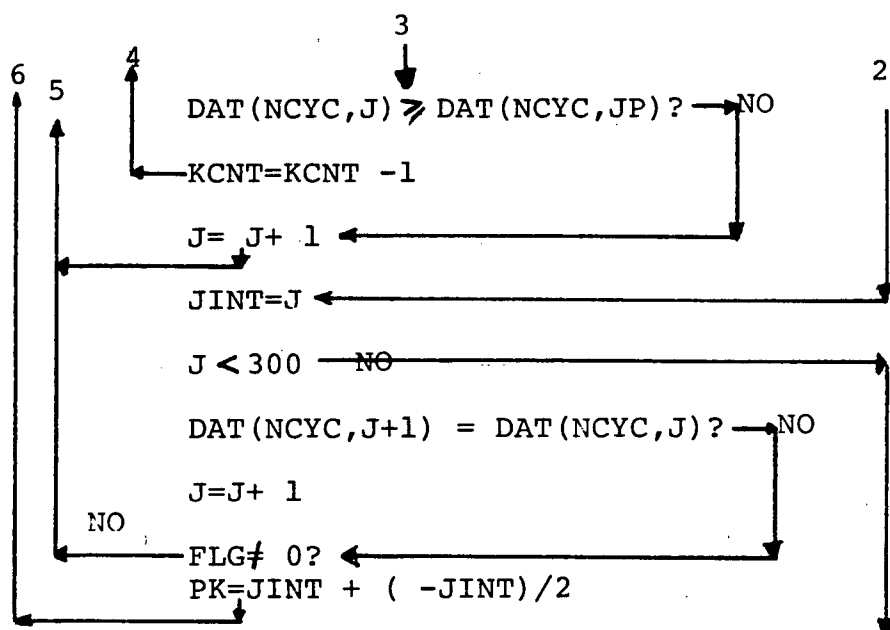 3
6 5 4 2
DAT(NCYC,J) ⩾ DAT(NCYC,JP)? NO
KCNT=KCNT -1
J= J+ 1
JINT=J
J < 300 NO
DAT(NCYC,J+1) = DAT(NCYC,J)? NO
J=J+ 1
NO
FLG≠ 0?
PK=JINT + ( -JINT)/2